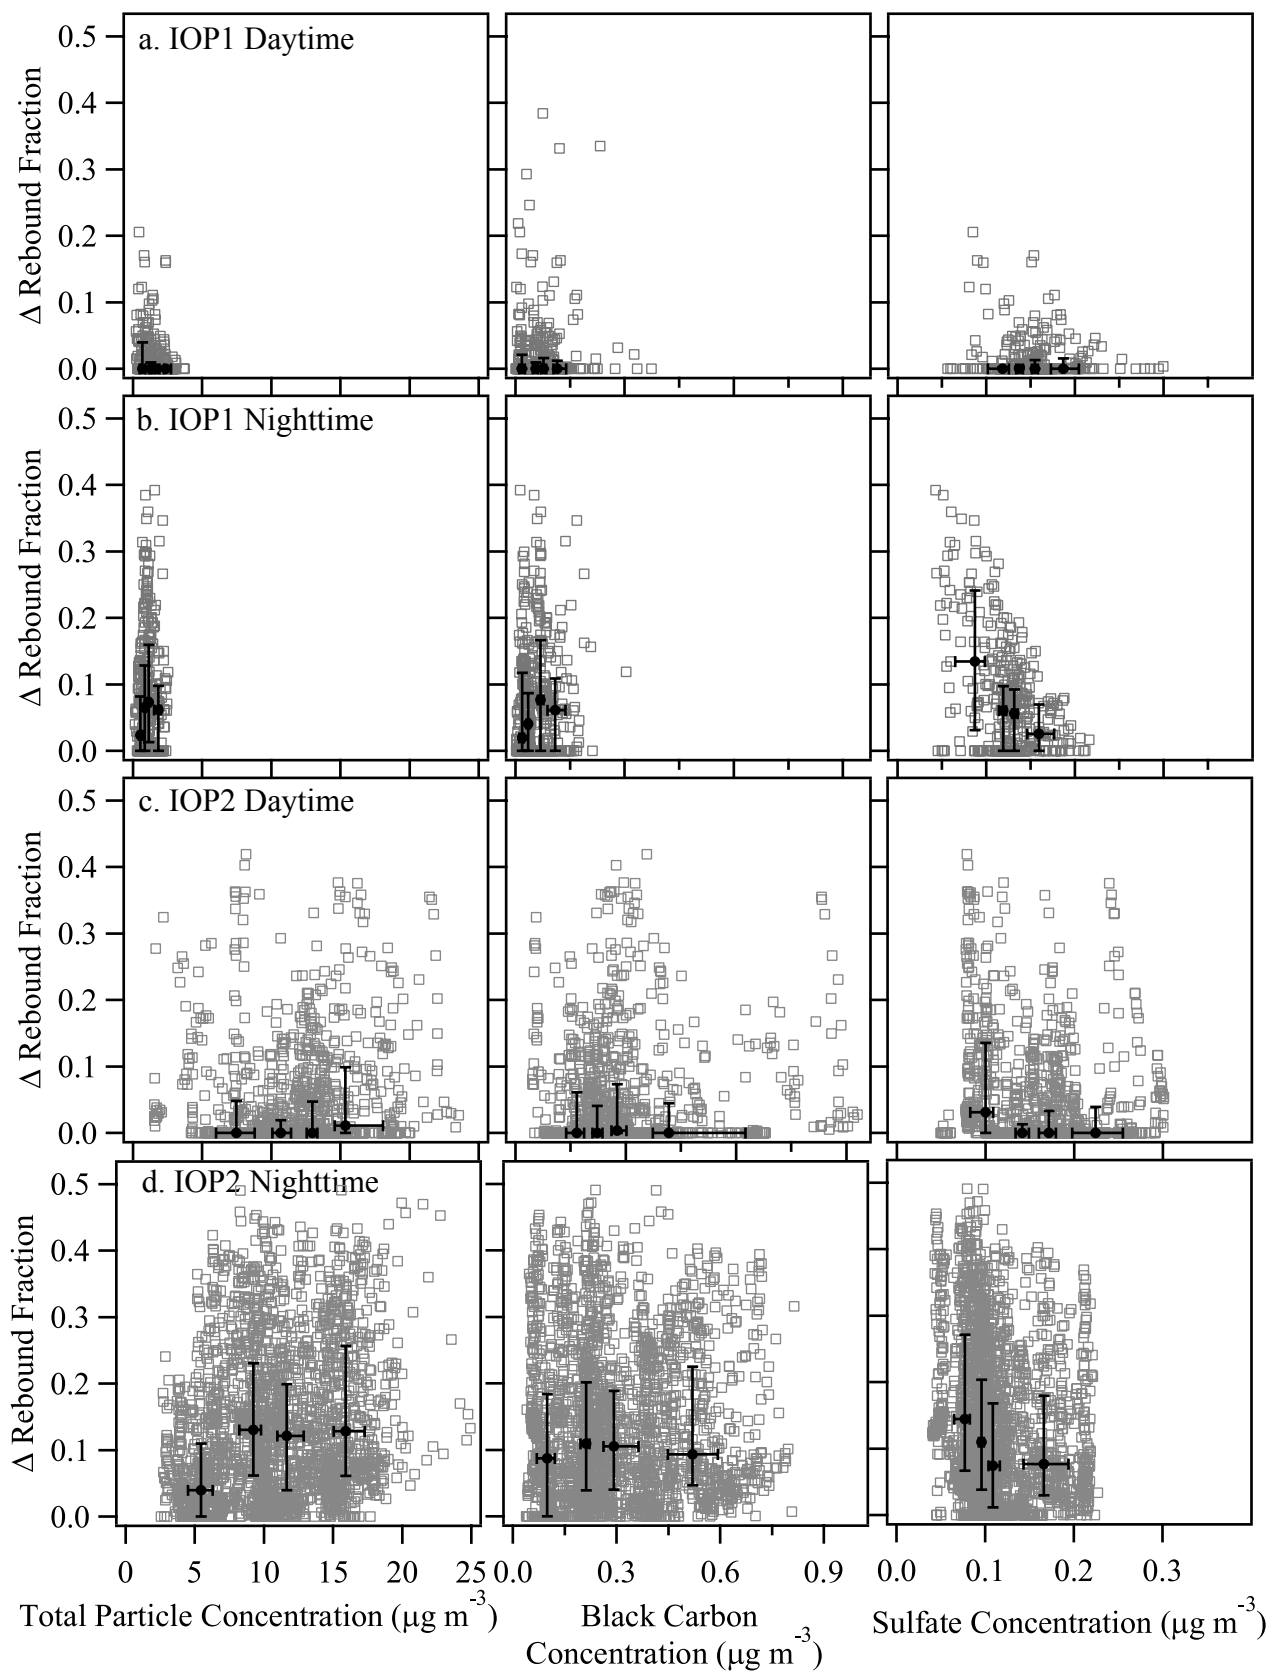 a. IOP1 Daytime
Δ Rebound Fraction
0.5
0.4
0.3
0.2
0.1
0.0
b. IOP1 Nighttime
Δ Rebound Fraction
0.5
0.4
0.3
0.2
0.1
0.0
c. IOP2 Daytime
Δ Rebound Fraction
0.5
0.4
0.3
0.2
0.1
0.0
d. IOP2 Nighttime
Δ Rebound Fraction
0.5
0.4
0.3
0.2
0.1
0.0
0 5 10 15 20 25
Total Particle Concentration (μg m⁻³)
0.0 0.3 0.6 0.9
Black Carbon
Concentration (μg m⁻³)
0.0 0.1 0.2 0.3
Sulfate Concentration (μg m⁻³)